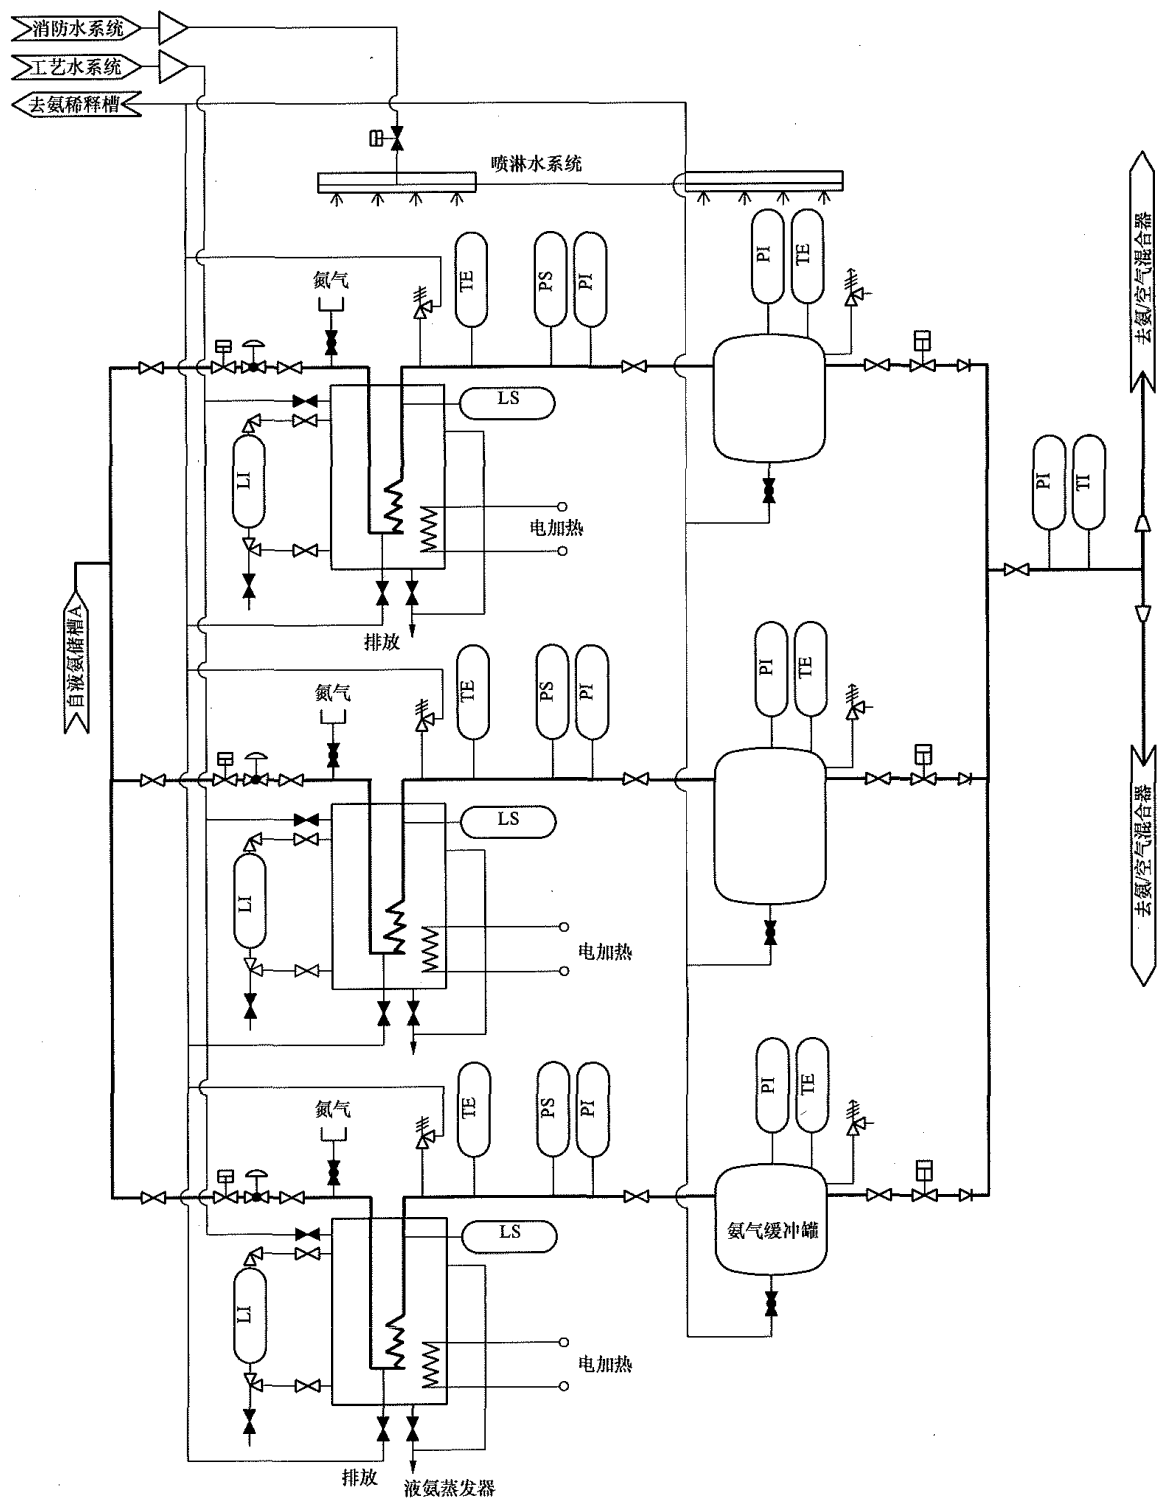 消防水系统
工艺水系统
去氨稀释槽
喷淋水系统
去氨/空气混合器
PI
TE
TE
PS
PI
氮气
LS
LI
电加热
PI
TI
排放
自液氨储槽A
PI
TE
TE
PS
PI
氮气
LS
LI
电加热
去氨/空气混合器
PI
TE
TE
PS
PI
氮气
LS
氨气缓冲罐
LI
电加热
排放
液氨蒸发器